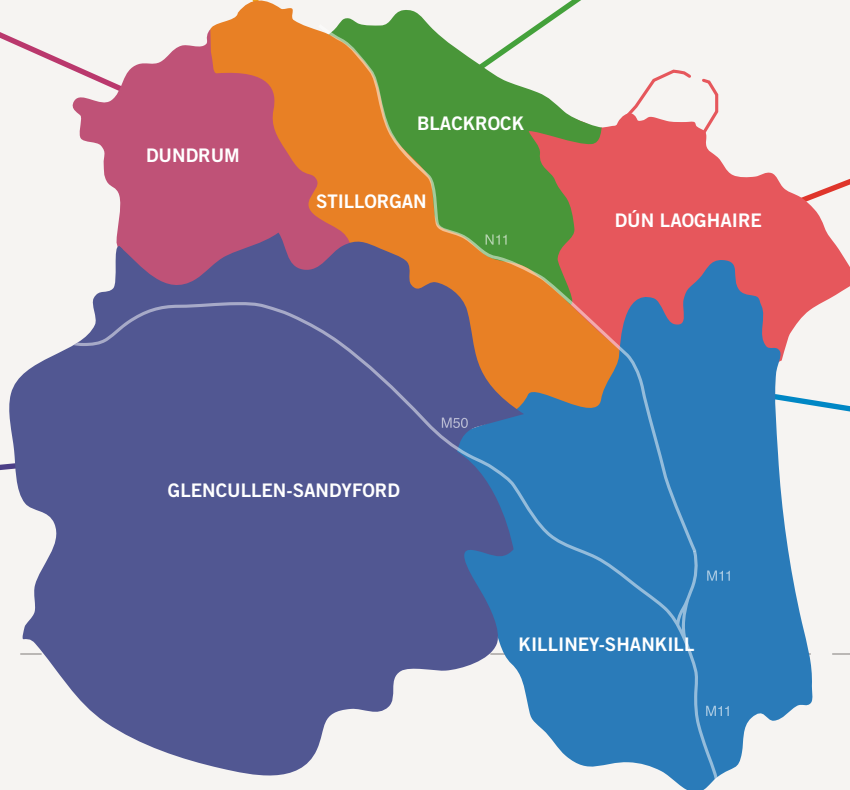 BLACKROCK
DUNDRUM
STILLORGAN
DÚN LAOGHAIRE
N11
M50
GLENCULLEN-SANDYFORD
M11
KILLINEY-SHANKILL
M11